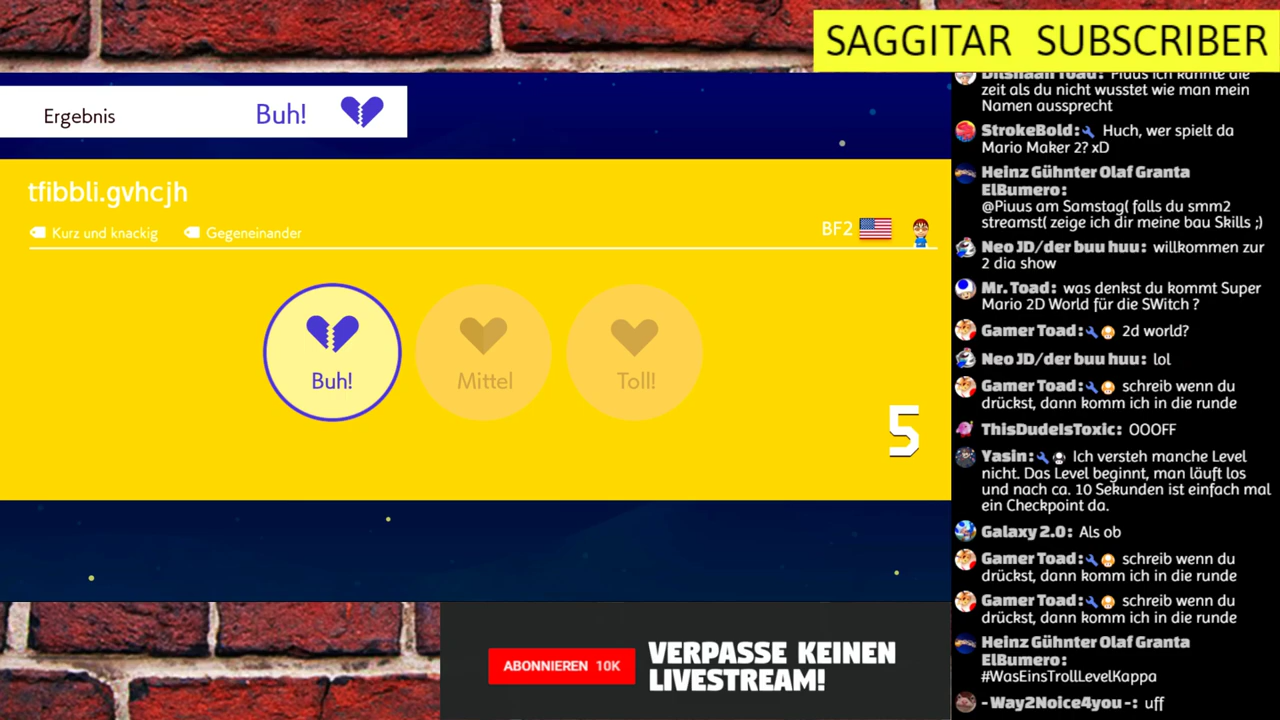 SAGGITAR SUBSCRIBER
Ergebnis Buh!
tfibbli.gvhcjh
Kurz und knackig Gegeneinander
BF2
Buh! Mittel Toll!
5
ABONNIEREN 10K
VERPASSE KEINEN
LIVESTREAM!
zeit als du nicht wusstet wie man mein
Namen aussprecht
StrokeBold: Huch, wer spielt da
Mario Maker 2? xD
Heinz Gühnter Olaf Granta
ElBumero:
@Piuus am Samstag( falls du smm2
streamst( zeige ich dir meine bau Skills ;)
Neo JD/der buu huu: willkommen zur
2 dia show
Mr. Toad: was denkst du kommt Super
Mario 2D World für die SWitch ?
Gamer Toad: 2d world?
Neo JD/der buu huu: lol
Gamer Toad: schreib wenn du
drückst, dann komm ich in die runde
ThisDudeIsToxic: OOOFF
Yasin: Ich versteh manche Level
nicht. Das Level beginnt, man läuft los
und nach ca. 10 Sekunden ist einfach mal
ein Checkpoint da.
Galaxy 2.0: Als ob
Gamer Toad: schreib wenn du
drückst, dann komm ich in die runde
Gamer Toad: schreib wenn du
drückst, dann komm ich in die runde
Heinz Gühnter Olaf Granta
ElBumero:
#WasEinsTrollLevelKappa
-Way2Noice4you-: uff